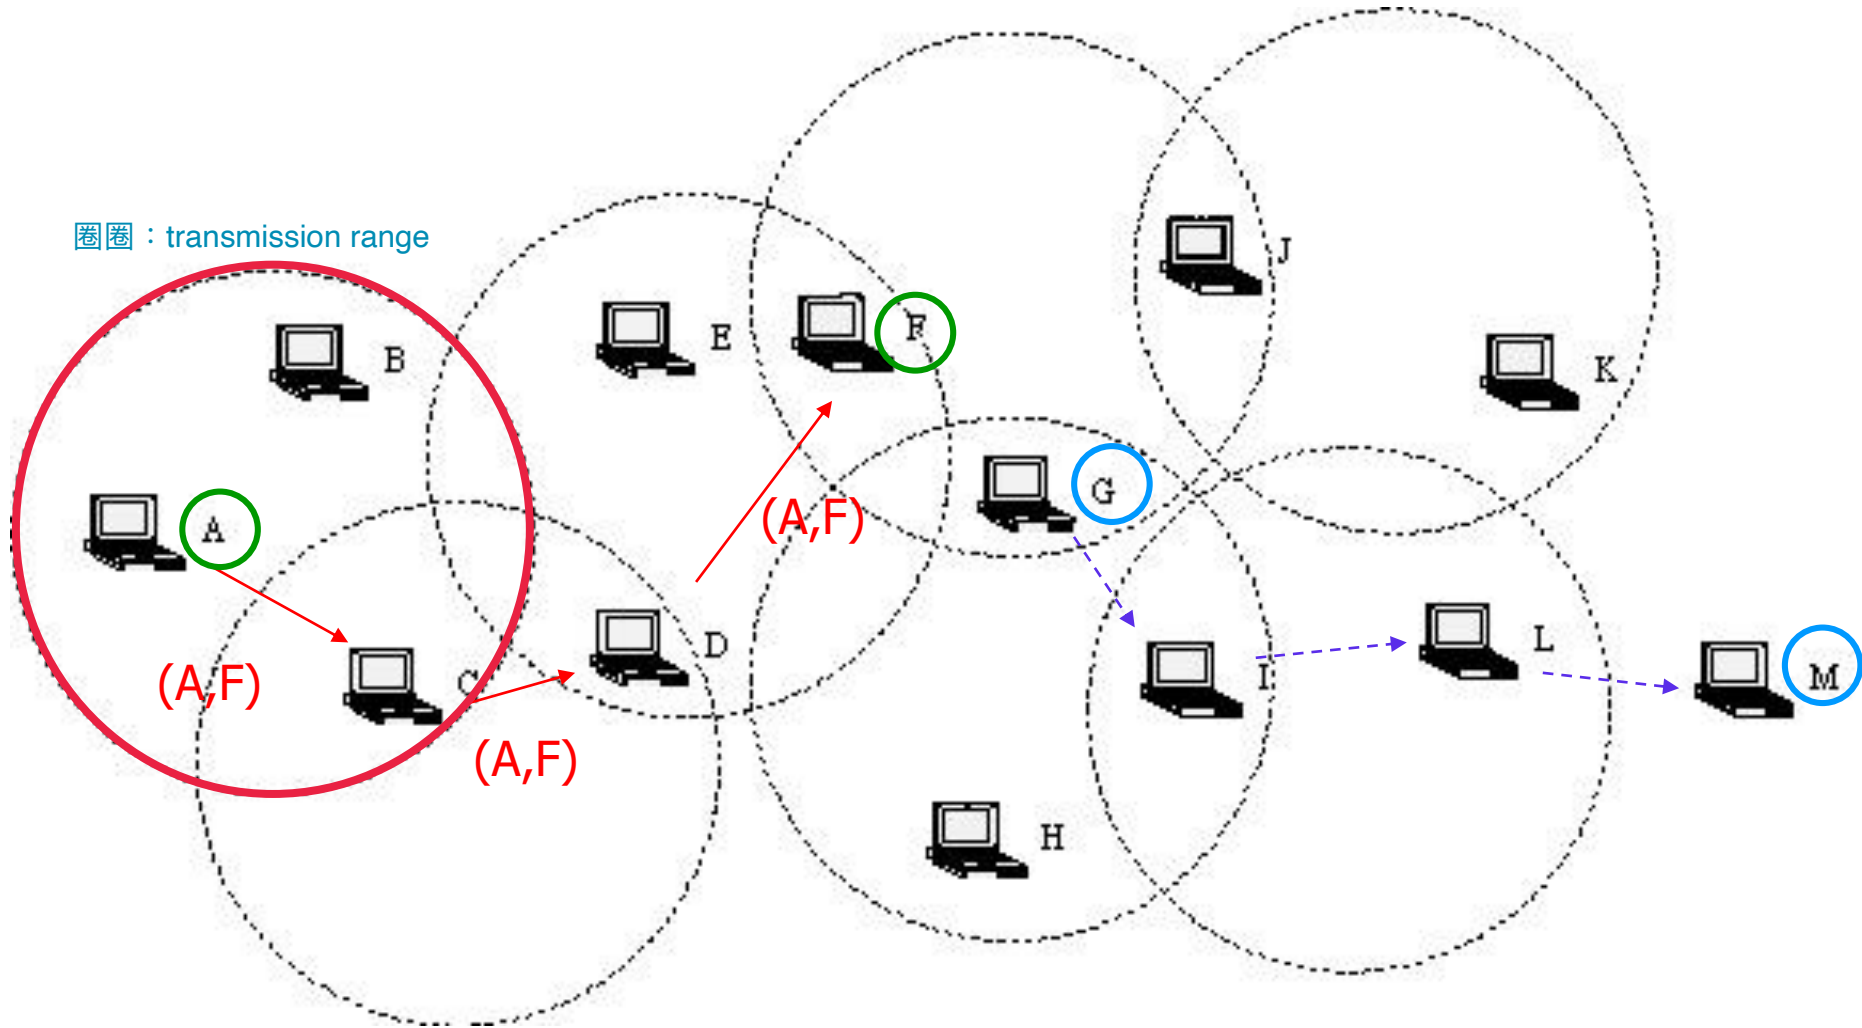 圈圈：transmission range
J
F
E
B
K
G
(A,F)
A
D
L
(A,F)
C
I
M
(A,F)
H